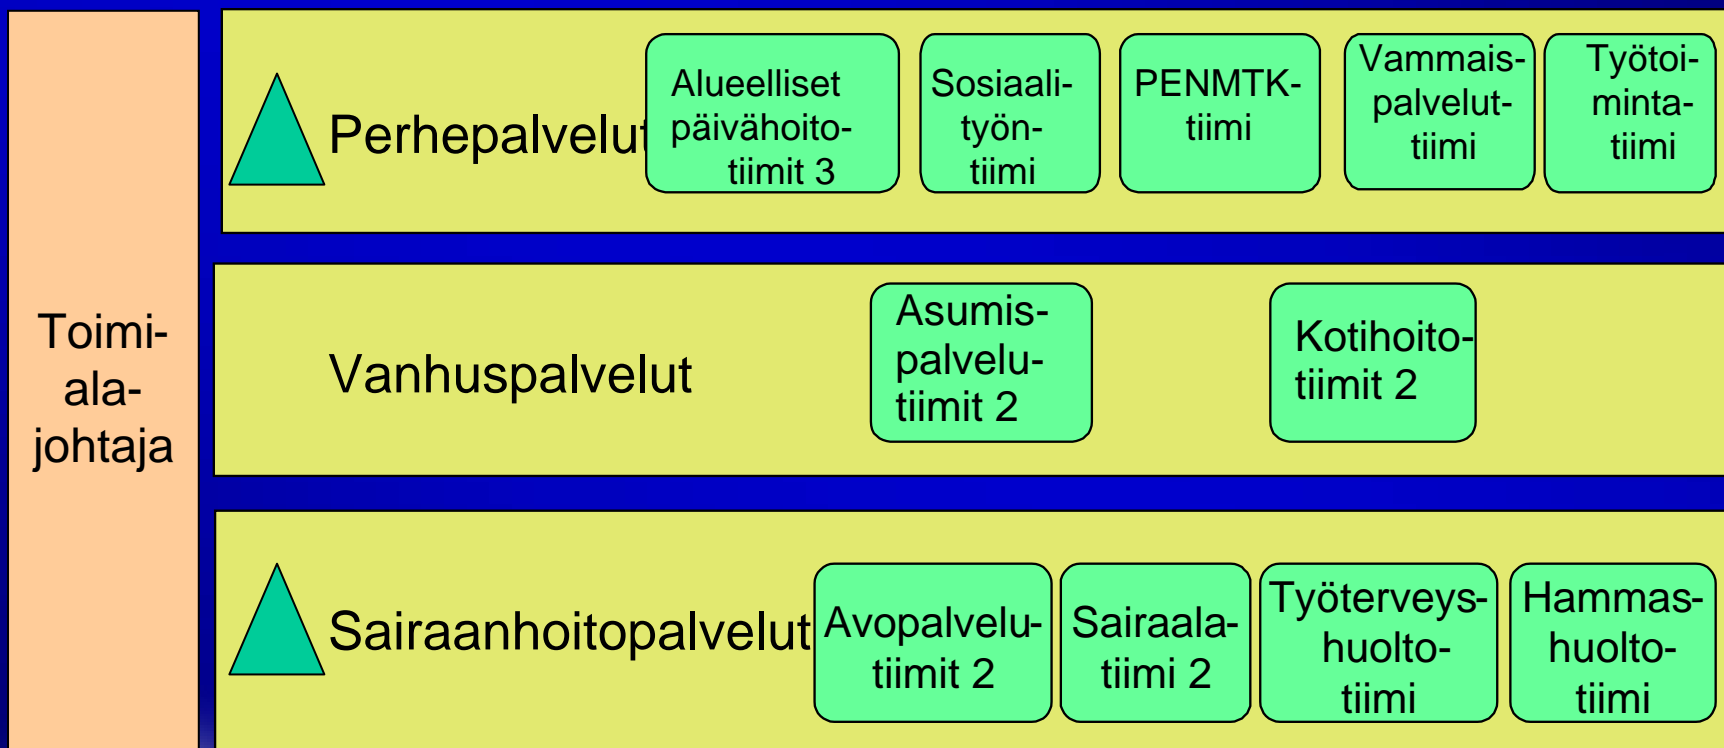 Toimi-
ala-
johtaja
Perhepalvelut
Alueelliset
päivähoito-
tiimit 3
Sosiaali-
työn-
tiimi
PENMTK-
tiimi
Vammais-
palvelut-
tiimi
Työtoi-
minta-
tiimi
Vanhuspalvelut
Asumis-
palvelu-
tiimit 2
Kotihoito-
tiimit 2
Sairaanhoitopalvelut
Avopalvelu-
tiimit 2
Sairaala-
tiimi 2
Työterveys-
huolto-
tiimi
Hammas-
huolto-
tiimi